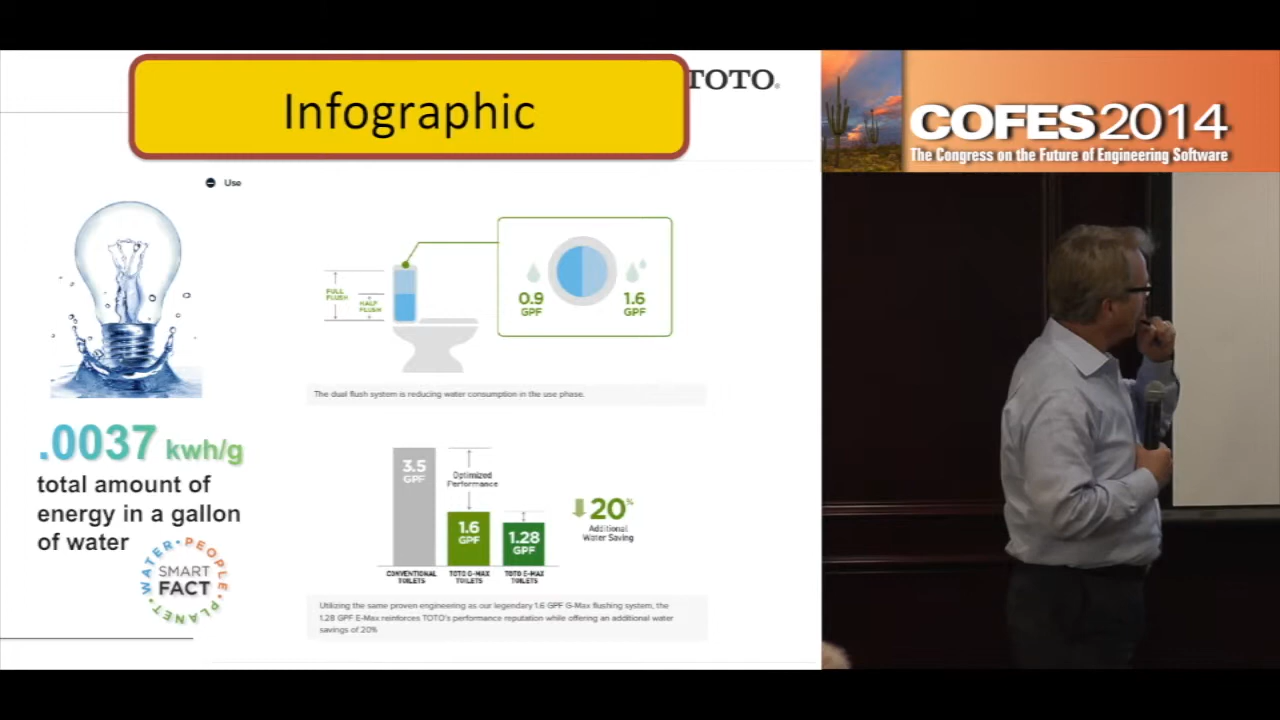 Infographic
TOTO®
COFES2014
The Congress on the Future of Engineering Software
Use
FULL
FLUSH
HALF
FLUSH
0.9
GPF
1.6
GPF
The dual flush system is reducing water consumption in the use phase.
.0037 kwh/g
total amount of
energy in a gallon
of water
WATER • PEOPLE • PLANET •
SMART
FACT
3.5
GPF
Optimized
Performance
1.6
GPF
1.28
GPF
20%
Additional
Water Saving
CONVENTIONAL
TOILETS
TOTO G-MAX
TOILETS
TOTO E-MAX
TOILETS
Utilizing the same proven engineering as our legendary 1.6 GPF G-Max flushing system, the
1.28 GPF E-Max reinforces TOTO's performance reputation while offering an additional water
savings of 20%